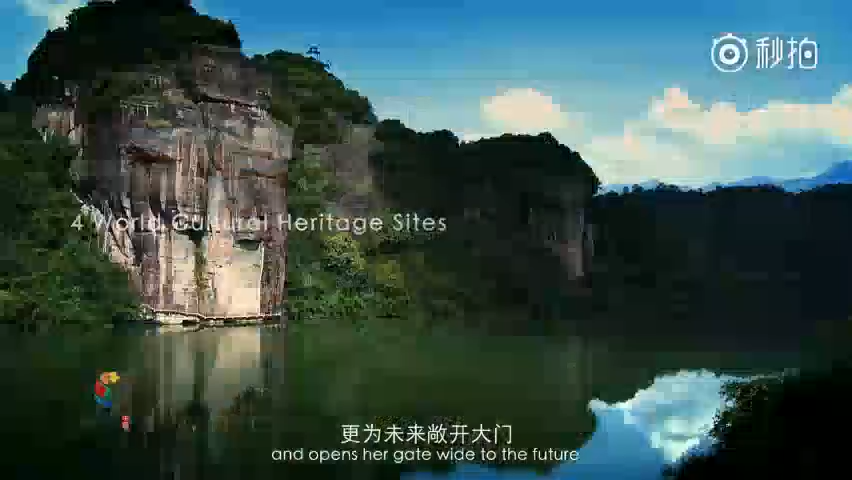 秒拍
4 World Cultural Heritage Sites
更为未来敞开大门
and opens her gate wide to the future